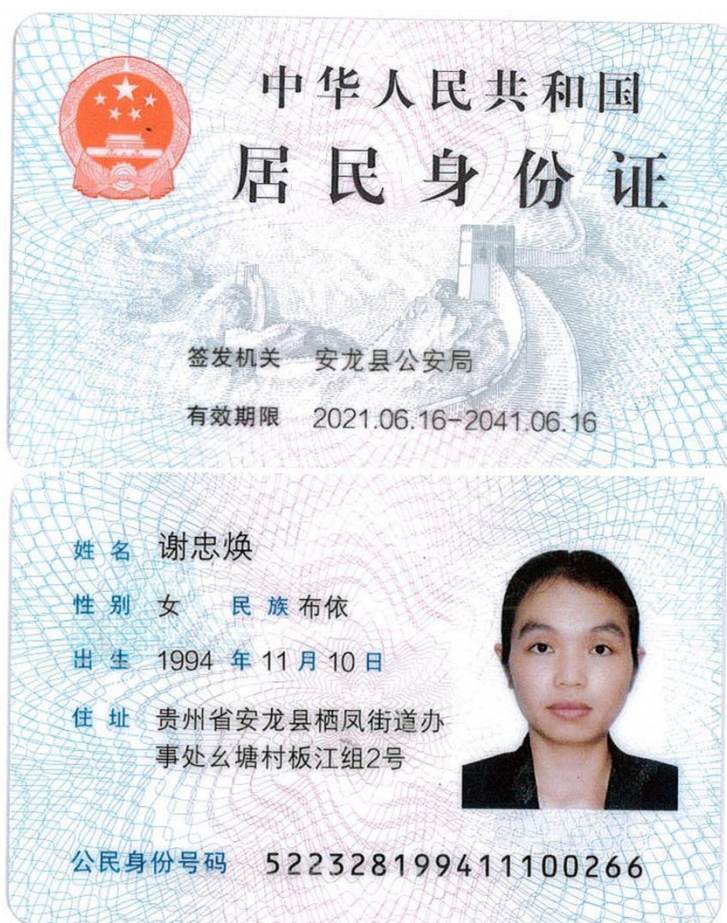 中华人民共和国
居民身份证
签发机关 安龙县公安局
有效期限 2021.06.16-2041.06.16
姓名 谢忠焕
性别 女 民族 布依
出生 1994 年 11 月 10 日
住址 贵州省安龙县栖凤街道办
事处幺塘村板江组2号
公民身份号码 522328199411100266